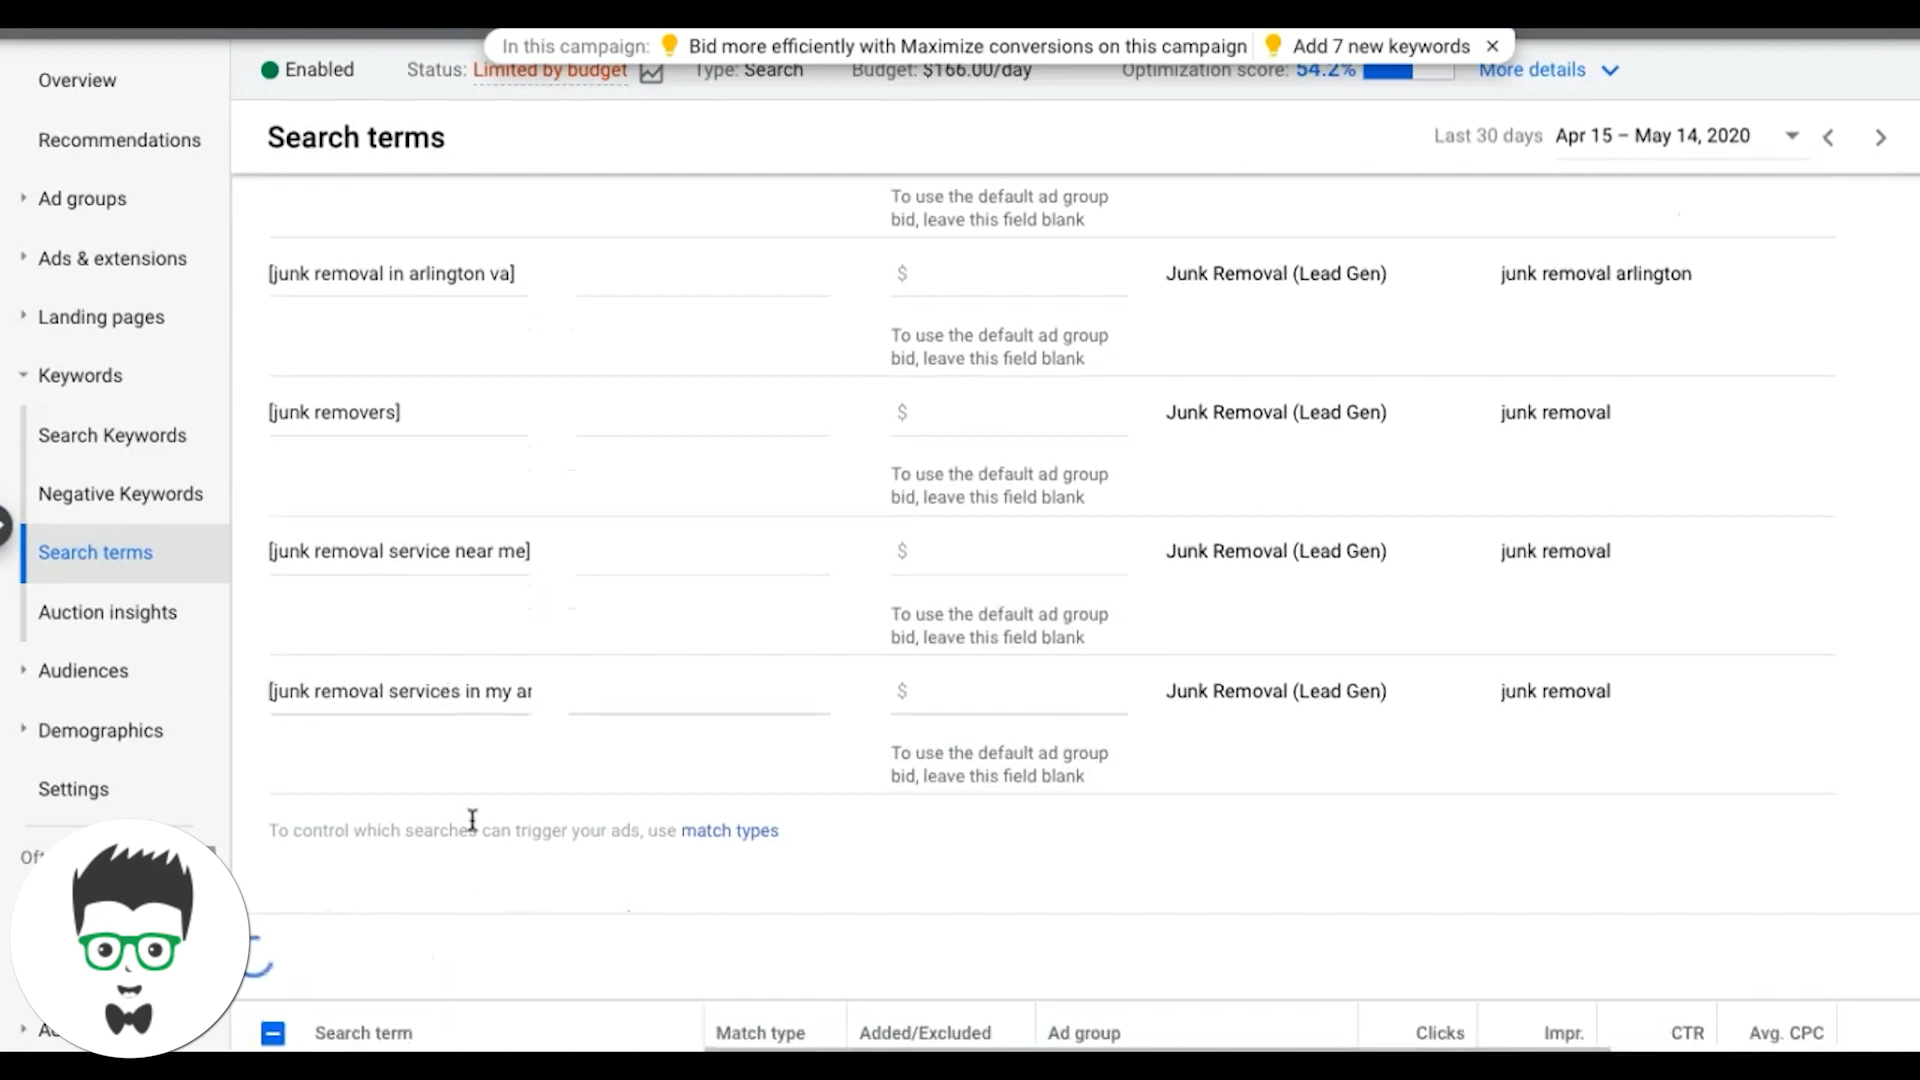 In this campaign: Bid more efficiently with Maximize conversions on this campaign Add 7 new keywords
Enabled Status: Limited by budget Type: Search Budget: $166.00/day Optimization score: 54.2% More details
Overview
Recommendations
Ad groups
Ads & extensions
Landing pages
Keywords
Search Keywords
Negative Keywords
Search terms
Auction insights
Audiences
Demographics
Settings
Search terms
Last 30 days Apr 15 – May 14, 2020
To use the default ad group
bid, leave this field blank
[junk removal in arlington va] $ Junk Removal (Lead Gen) junk removal arlington
To use the default ad group
bid, leave this field blank
[junk removers] $ Junk Removal (Lead Gen) junk removal
To use the default ad group
bid, leave this field blank
[junk removal service near me] $ Junk Removal (Lead Gen) junk removal
To use the default ad group
bid, leave this field blank
[junk removal services in my ar $ Junk Removal (Lead Gen) junk removal
To use the default ad group
bid, leave this field blank
To control which searches can trigger your ads, use match types
Search term Match type Added/Excluded Ad group Clicks Impr. CTR Avg. CPC